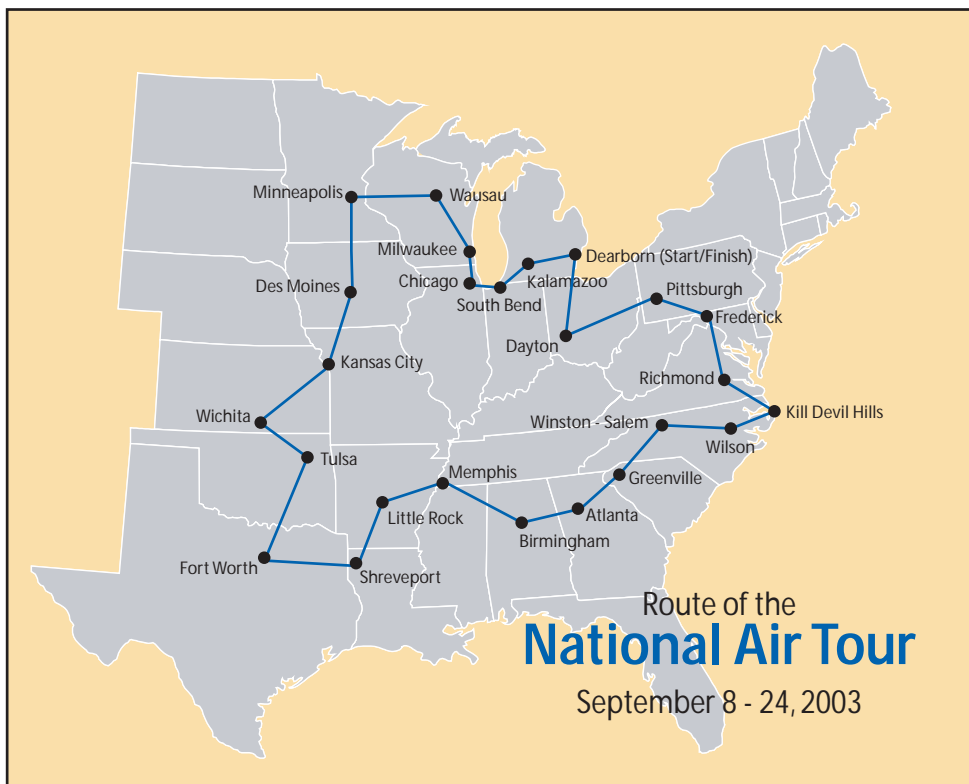 Minneapolis
Wausau
Milwaukee
Dearborn (Start/Finish)
Chicago
Kalamazoo
Des Moines
South Bend
Pittsburgh
Frederick
Dayton
Kansas City
Richmond
Wichita
Winston - Salem
Kill Devil Hills
Wilson
Tulsa
Memphis
Greenville
Little Rock
Atlanta
Birmingham
Fort Worth
Shreveport
Route of the
National Air Tour
September 8 - 24, 2003